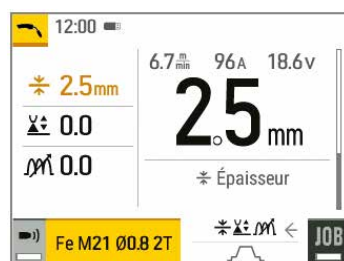 12:00
6.7 m/min 96A 18.6V
2.5mm
0.0
0.0
2.5 mm
Épaisseur
Fe M21 Ø0.8 2T
JOB